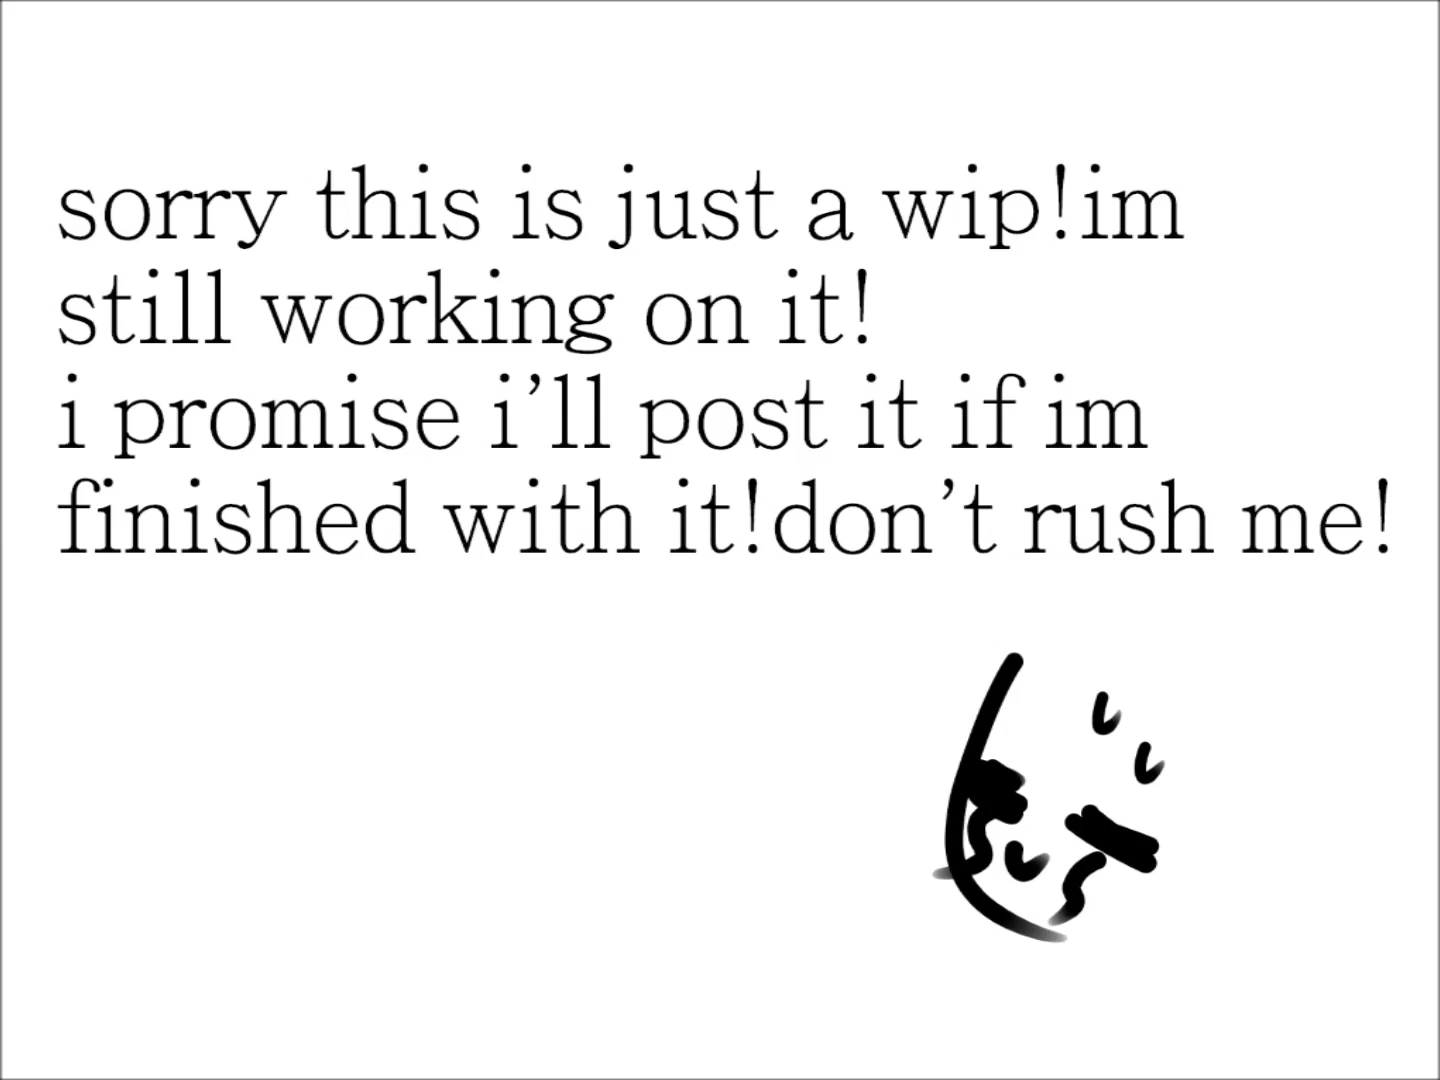 sorry this is just a wip!im
still working on it!
i promise i’ll post it if im
finished with it!don’t rush me!